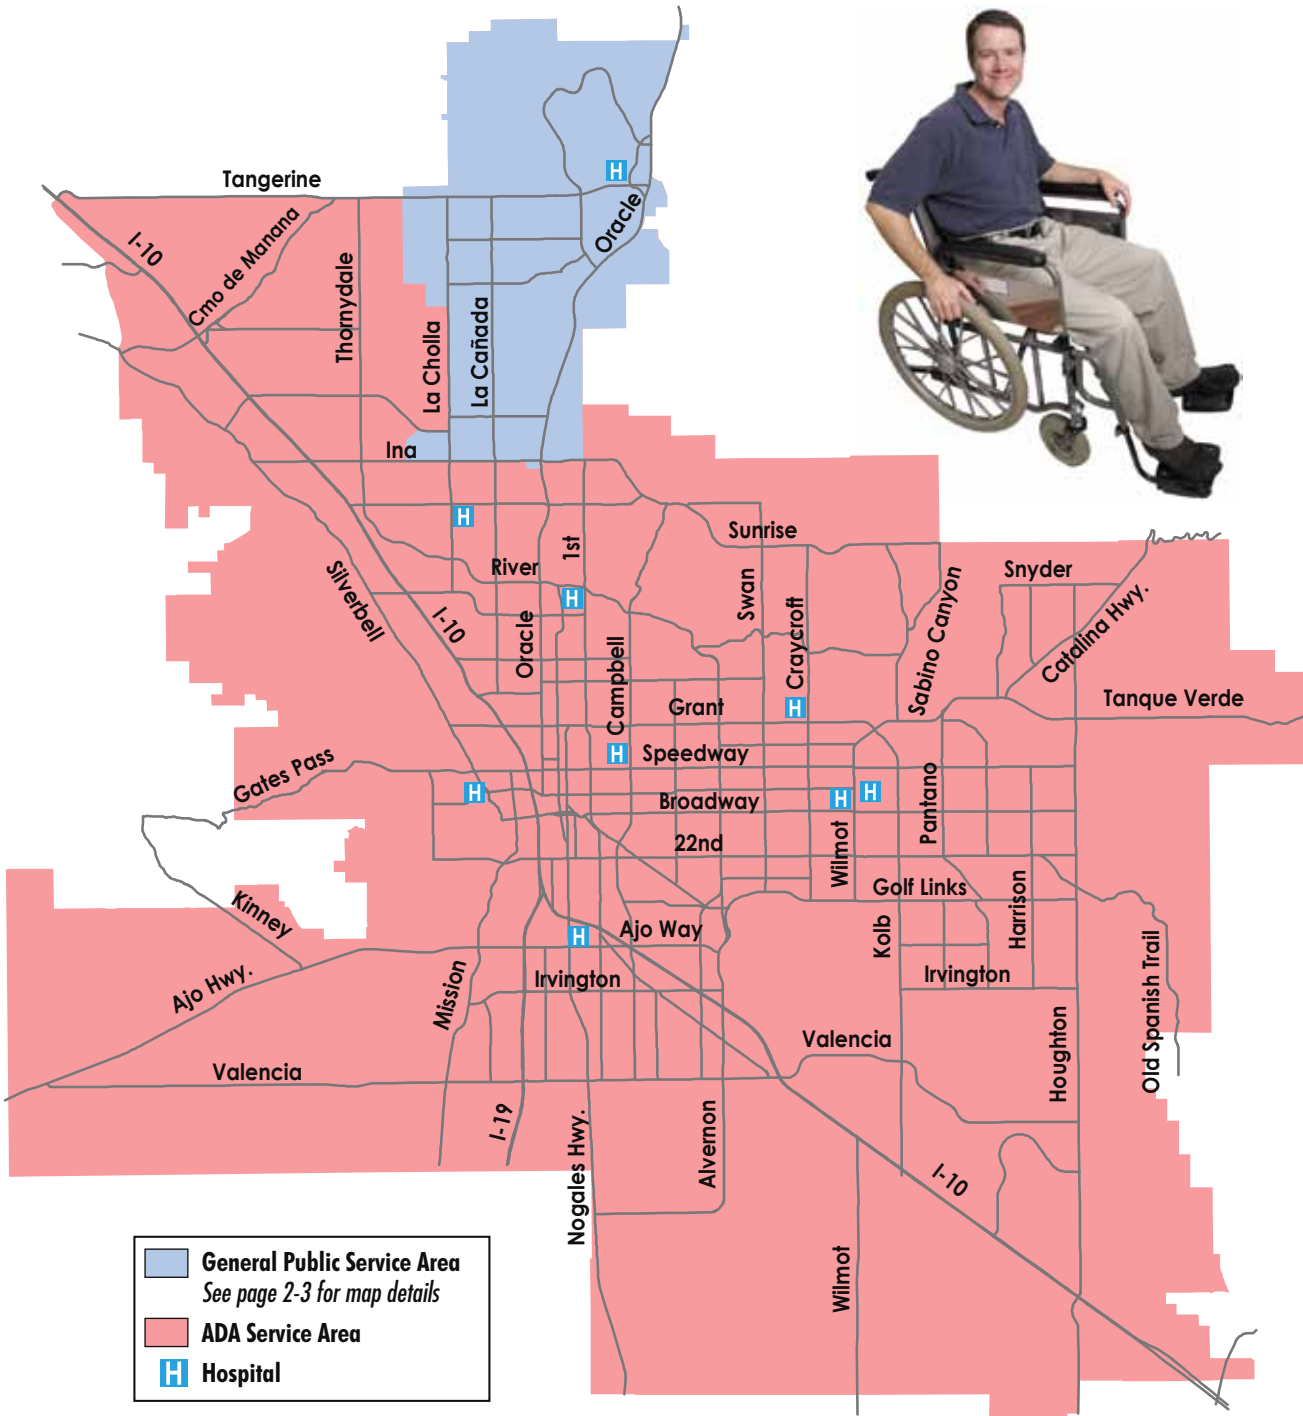 Tangerine
H
Oracle
I-10
Cmo de Manana
Thornydale
La Cholla
La Cañada
Ina
H
Sunrise
1st
River
Snyder
Silverbell
H
I-10
Oracle
Campbell
Swan
Craycroft
Sabino Canyon
Catalina Hwy.
Tanque Verde
Grant
H
H
Speedway
Gates Pass
H
Broadway
H
H
Pantano
22nd
Wilmot
Golf Links
Kinney
Harrison
H
Ajo Way
Kolb
Ajo Hwy.
Mission
Irvington
Irvington
Old Spanish Trail
Valencia
Houghton
Valencia
I-19
Nogales Hwy.
Alvernon
I-10
Wilmot
General Public Service Area
See page 2-3 for map details
ADA Service Area
H Hospital